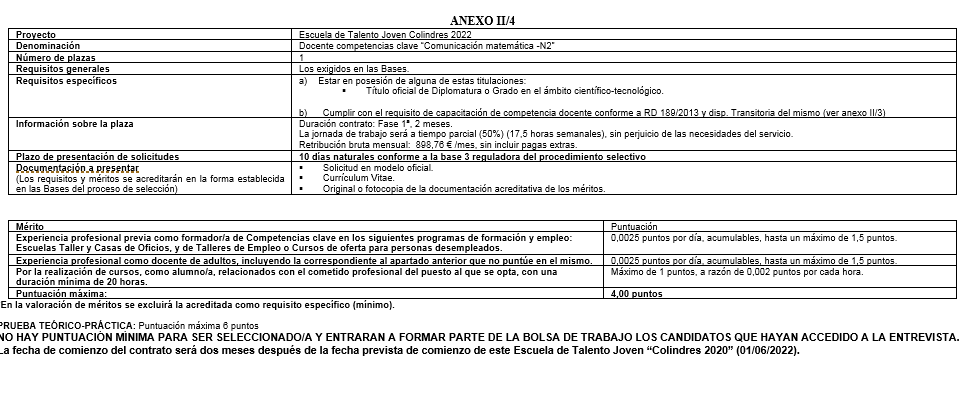 ANEXO II/4
Proyecto Escuela de Talento Joven Colindres 2022
Denominación Docente competencias clave "Comunicación matemática -N2"
Número de plazas 1
Requisitos generales Los exigidos en las Bases.
Requisitos específicos a) Estar en posesión de alguna de estas titulaciones:
▪ Título oficial de Diplomatura o Grado en el ámbito científico-tecnológico.
b) Cumplir con el requisito de capacitación de competencia docente conforme a RD 189/2013 y disp. Transitoria del mismo (ver anexo II/3)
Información sobre la plaza Duración contrato: Fase 1ª, 2 meses.
La jornada de trabajo será a tiempo parcial (50%) (17,5 horas semanales), sin perjuicio de las necesidades del servicio.
Retribución bruta mensual: 898,76 € /mes, sin incluir pagas extras.
Plazo de presentación de solicitudes 10 días naturales conforme a la base 3 reguladora del procedimiento selectivo
Documentación a presentar ▪ Solicitud en modelo oficial.
(Los requisitos y méritos se acreditarán en la forma establecida ▪ Currículum Vitae.
en las Bases del proceso de selección) ▪ Original o fotocopia de la documentación acreditativa de los méritos.
Mérito Puntuación
Experiencia profesional previa como formador/a de Competencias clave en los siguientes programas de formación y empleo: 0,0025 puntos por día, acumulables, hasta un máximo de 1,5 puntos.
Escuelas Taller y Casas de Oficios, y de Talleres de Empleo o Cursos de oferta para personas desempleados.
Experiencia profesional como docente de adultos, incluyendo la correspondiente al apartado anterior que no puntúe en el mismo. 0,0025 puntos por día, acumulables, hasta un máximo de 1,5 puntos.
Por la realización de cursos, como alumno/a, relacionados con el cometido profesional del puesto al que se opta, con una Máximo de 1 puntos, a razón de 0,002 puntos por cada hora.
duración mínima de 20 horas.
Puntuación máxima: 4,00 puntos
En la valoración de méritos se excluirá la acreditada como requisito específico (mínimo).
PRUEBA TEÓRICO-PRÁCTICA: Puntuación máxima 6 puntos
NO HAY PUNTUACIÓN MÍNIMA PARA SER SELECCIONADO/A Y ENTRARAN A FORMAR PARTE DE LA BOLSA DE TRABAJO LOS CANDIDATOS QUE HAYAN ACCEDIDO A LA ENTREVISTA.
La fecha de comienzo del contrato será dos meses después de la fecha prevista de comienzo de este Escuela de Talento Joven "Colindres 2020" (01/06/2022).